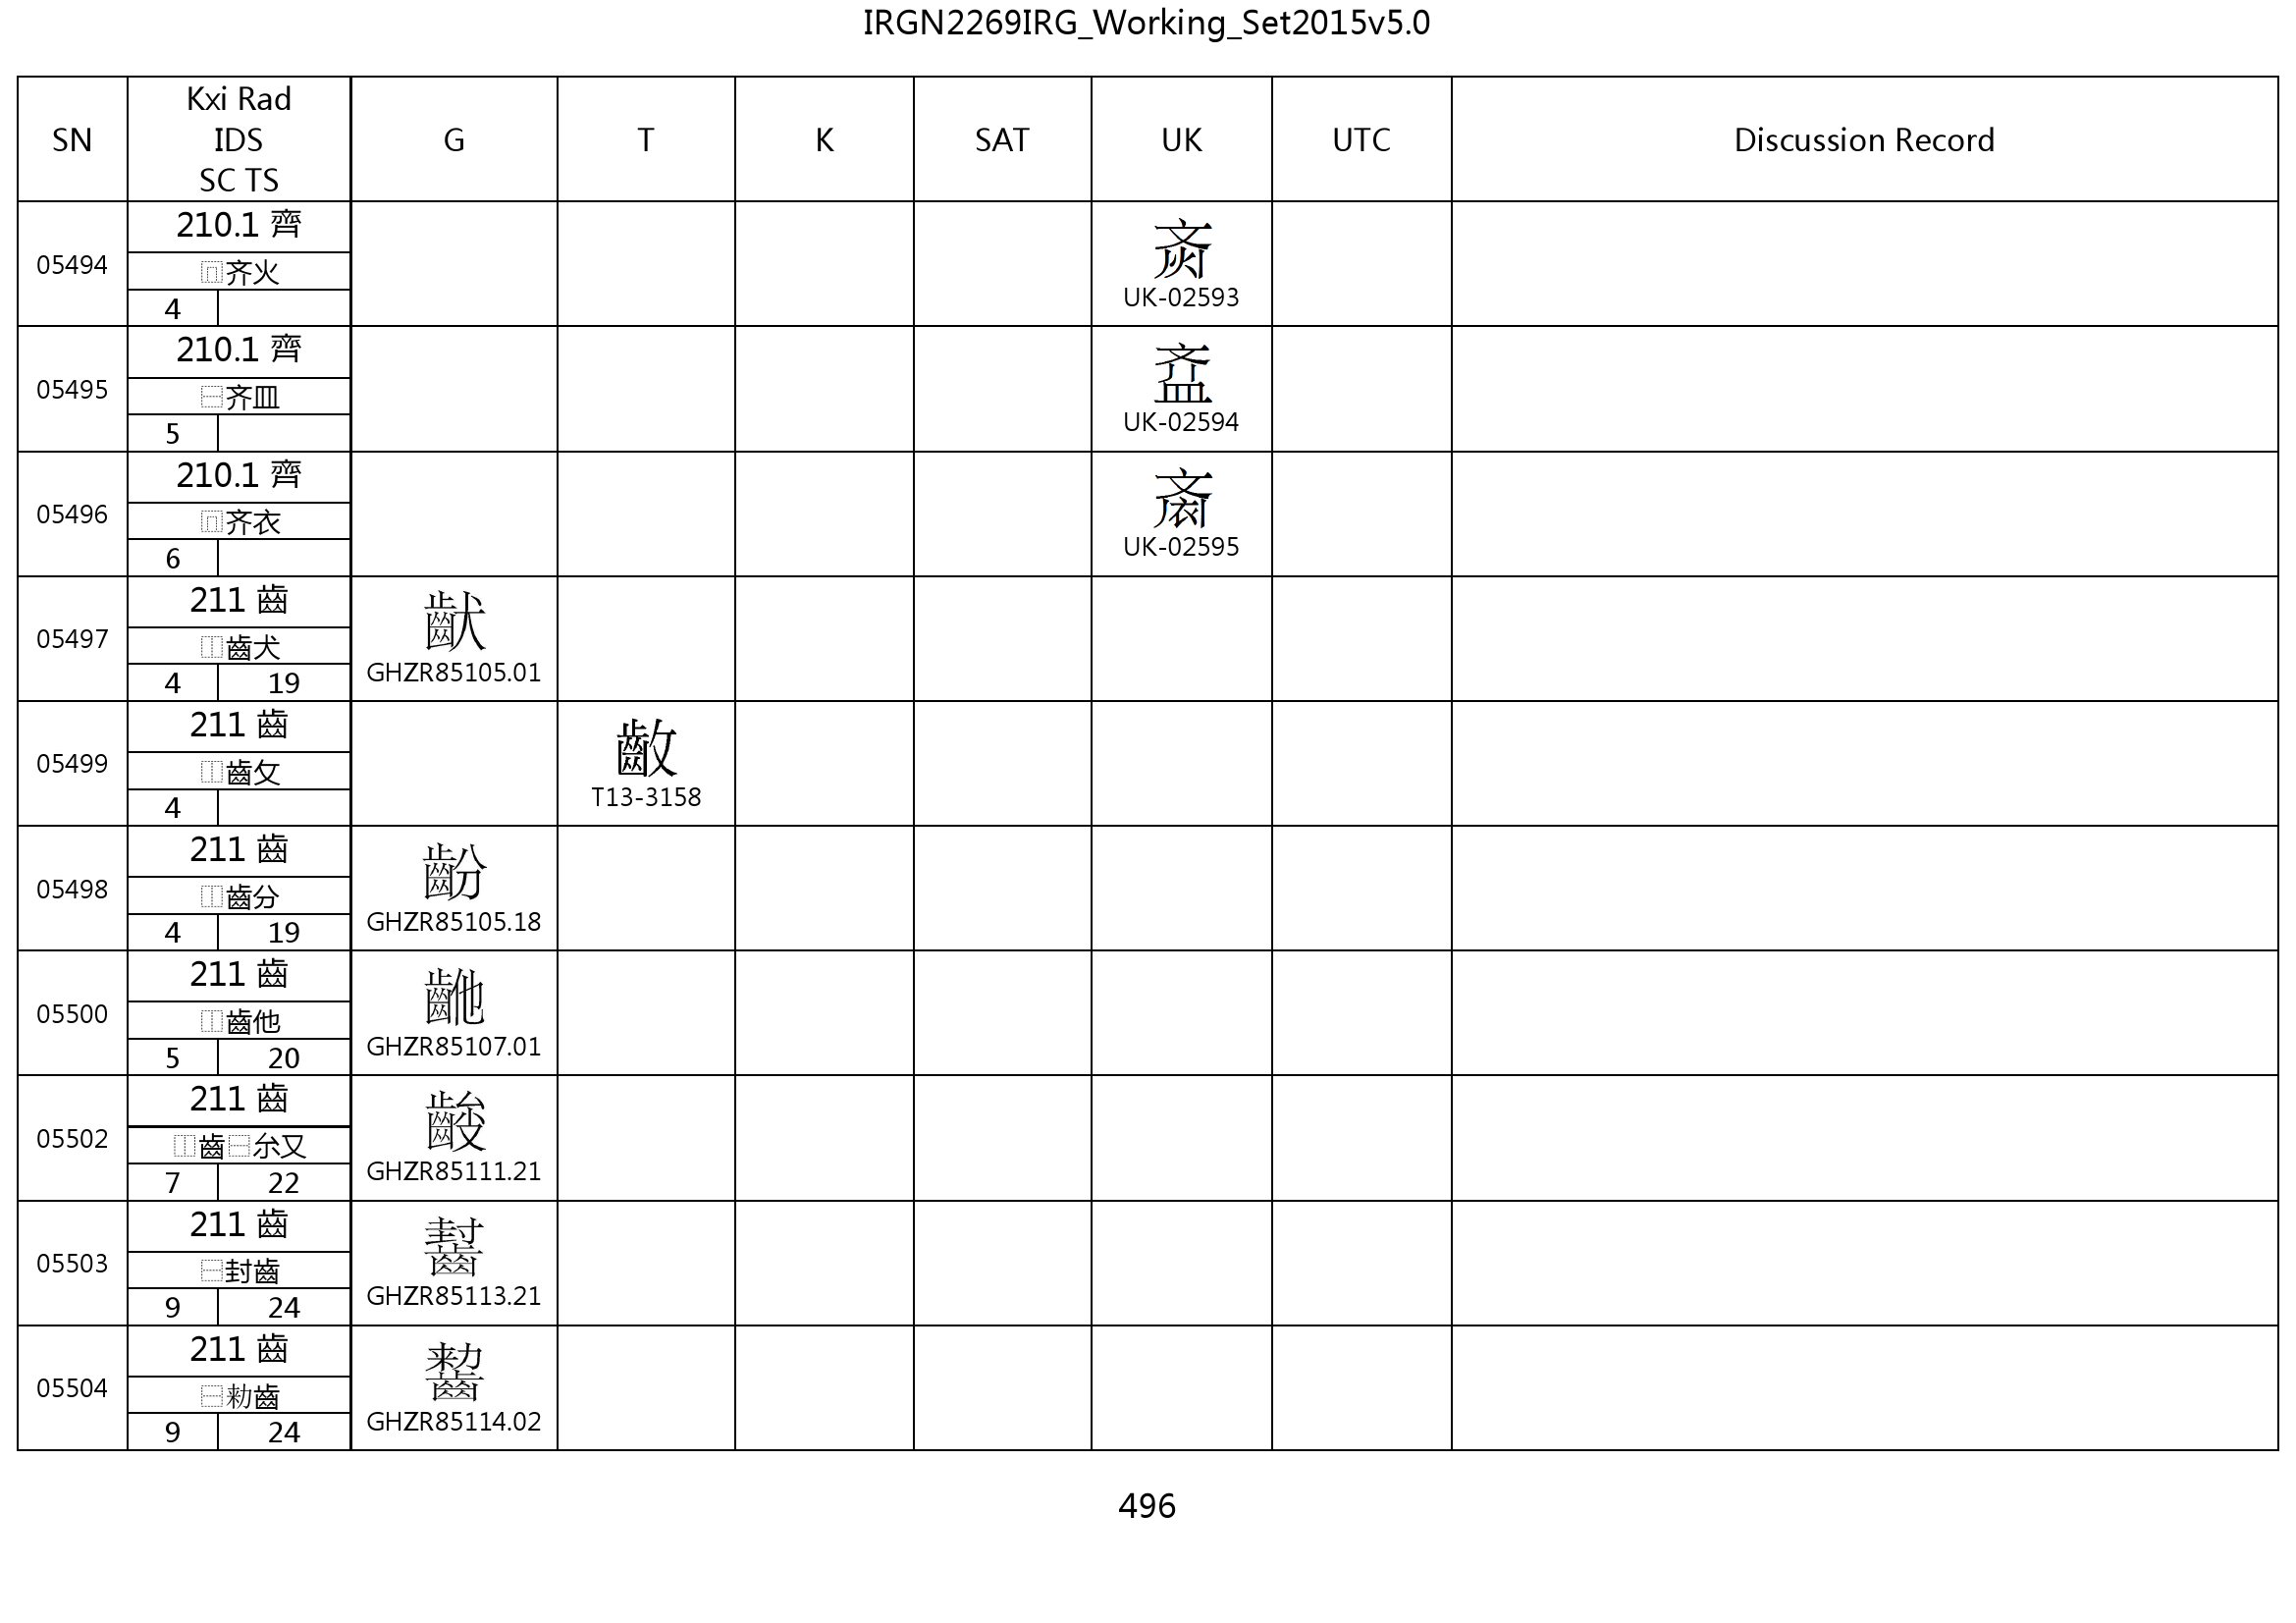 IRGN2269IRG_Working_Set2015v5.0
SN Kxi Rad IDS SC TS G T K SAT UK UTC Discussion Record
05494 210.1 齊
⿵齐火
4
UK-02593
05495 210.1 齊
⿱齐皿
5
UK-02594
05496 210.1 齊
⿵齐衣
6
UK-02595
05497 211 齒
⿰齒犬
4 19
GHZR85105.01
05499 211 齒
⿰齒攵
4
T13-3158
05498 211 齒
⿰齒分
4 19
GHZR85105.18
05500 211 齒
⿰齒他
5 20
GHZR85107.01
05502 211 齒
⿰齒⿱厸又
7 22
GHZR85111.21
05503 211 齒
⿱封齒
9 24
GHZR85113.21
05504 211 齒
⿱勑齒
9 24
GHZR85114.02
496